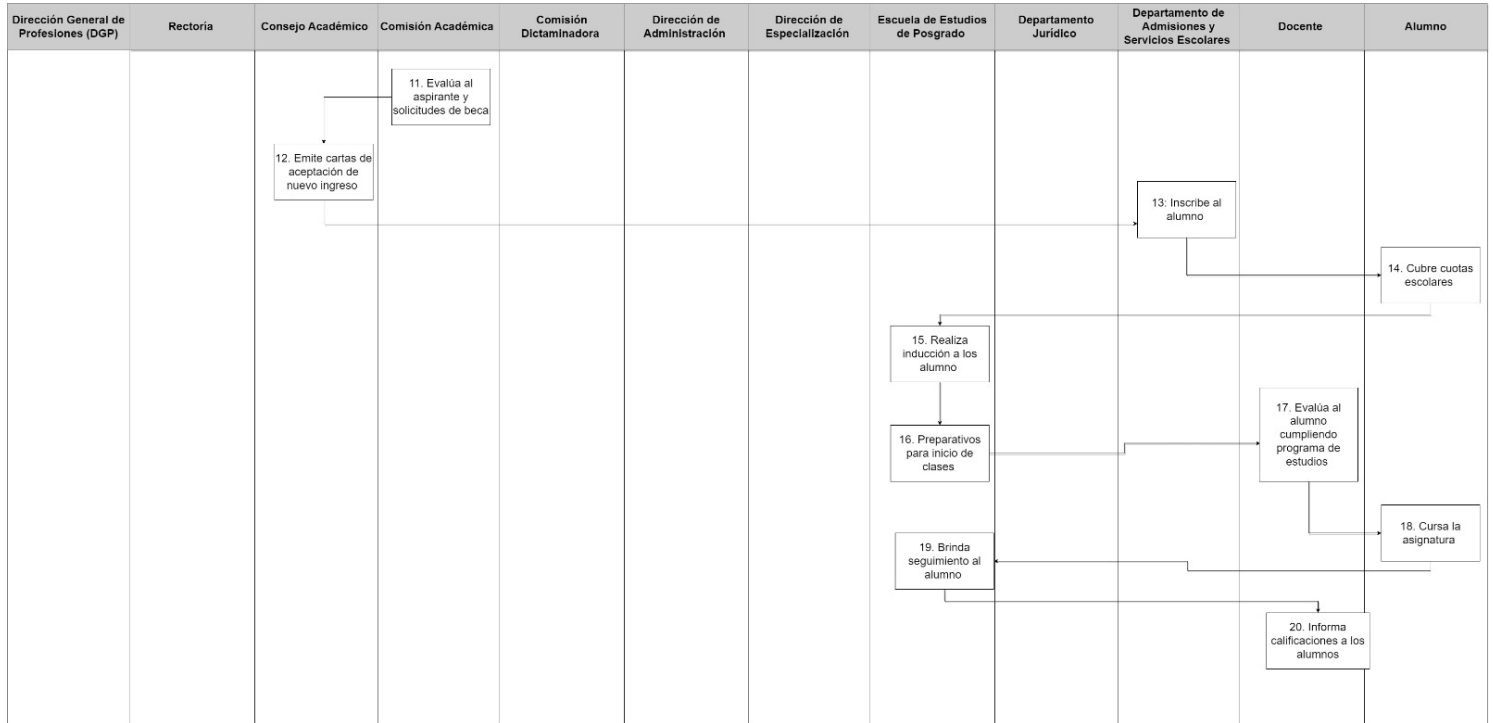 Dirección General de
Profesiones (DGP)
Rectoría
Consejo Académico
Comisión Académica
Comisión
Dictaminadora
Dirección de
Administración
Dirección de
Especialización
Escuela de Estudios
de Posgrado
Departamento
Jurídico
Departamento de
Admisiones y
Servicios Escolares
Docente
Alumno
11. Evalúa al
aspirante y
solicitudes de beca
12. Emite cartas de
aceptación de
nuevo ingreso
13: Inscribe al
alumno
14. Cubre cuotas
escolares
15. Realiza
inducción a los
alumno
16. Preparativos
para inicio de
clases
17. Evalúa al
alumno
cumpliendo
programa de
estudios
18. Cursa la
asignatura
19. Brinda
seguimiento al
alumno
20. Informa
calificaciones a los
alumnos